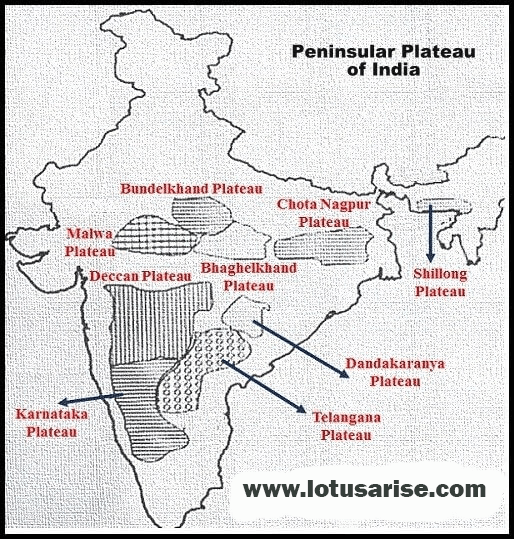 Peninsular Plateau
of India
Bundelkhand Plateau
Chota Nagpur
Plateau
Malwa
Plateau
Bhaghelkhand
Plateau
Shillong
Plateau
Deccan Plateau
Dandakaranya
Plateau
Karnataka
Plateau
Telangana
Plateau
www.lotusarise.com